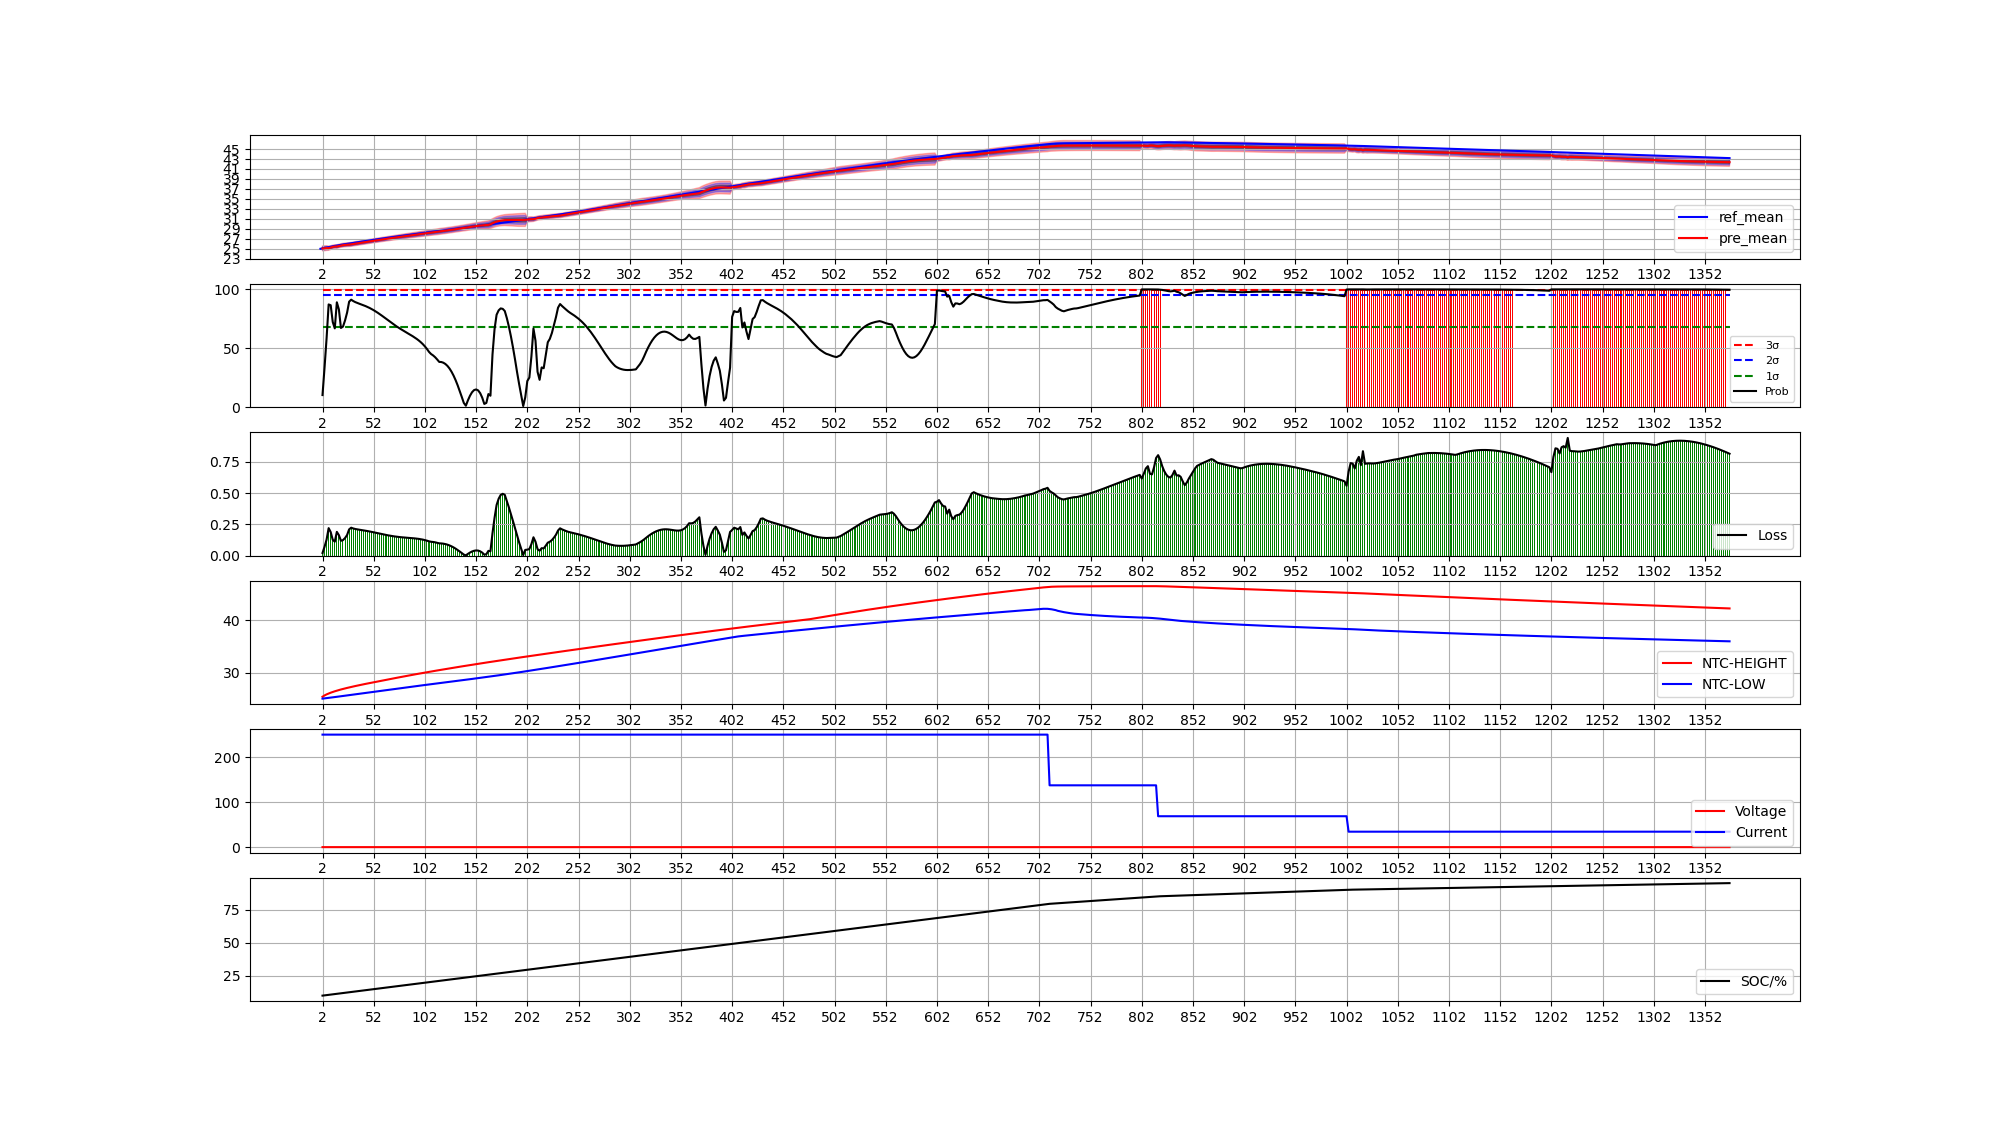 45
43
41
39
37
35
33
31
29
27
25
23
ref_mean
pre_mean
2 52 102 152 202 252 302 352 402 452 502 552 602 652 702 752 802 852 902 952 1002 1052 1102 1152 1202 1252 1302 1352
100
50
0
3σ
2σ
1σ
Prob
2 52 102 152 202 252 302 352 402 452 502 552 602 652 702 752 802 852 902 952 1002 1052 1102 1152 1202 1252 1302 1352
0.75
0.50
0.25
0.00
Loss
2 52 102 152 202 252 302 352 402 452 502 552 602 652 702 752 802 852 902 952 1002 1052 1102 1152 1202 1252 1302 1352
40
30
NTC-HEIGHT
NTC-LOW
2 52 102 152 202 252 302 352 402 452 502 552 602 652 702 752 802 852 902 952 1002 1052 1102 1152 1202 1252 1302 1352
200
100
0
Voltage
Current
2 52 102 152 202 252 302 352 402 452 502 552 602 652 702 752 802 852 902 952 1002 1052 1102 1152 1202 1252 1302 1352
75
50
25
SOC/%
2 52 102 152 202 252 302 352 402 452 502 552 602 652 702 752 802 852 902 952 1002 1052 1102 1152 1202 1252 1302 1352